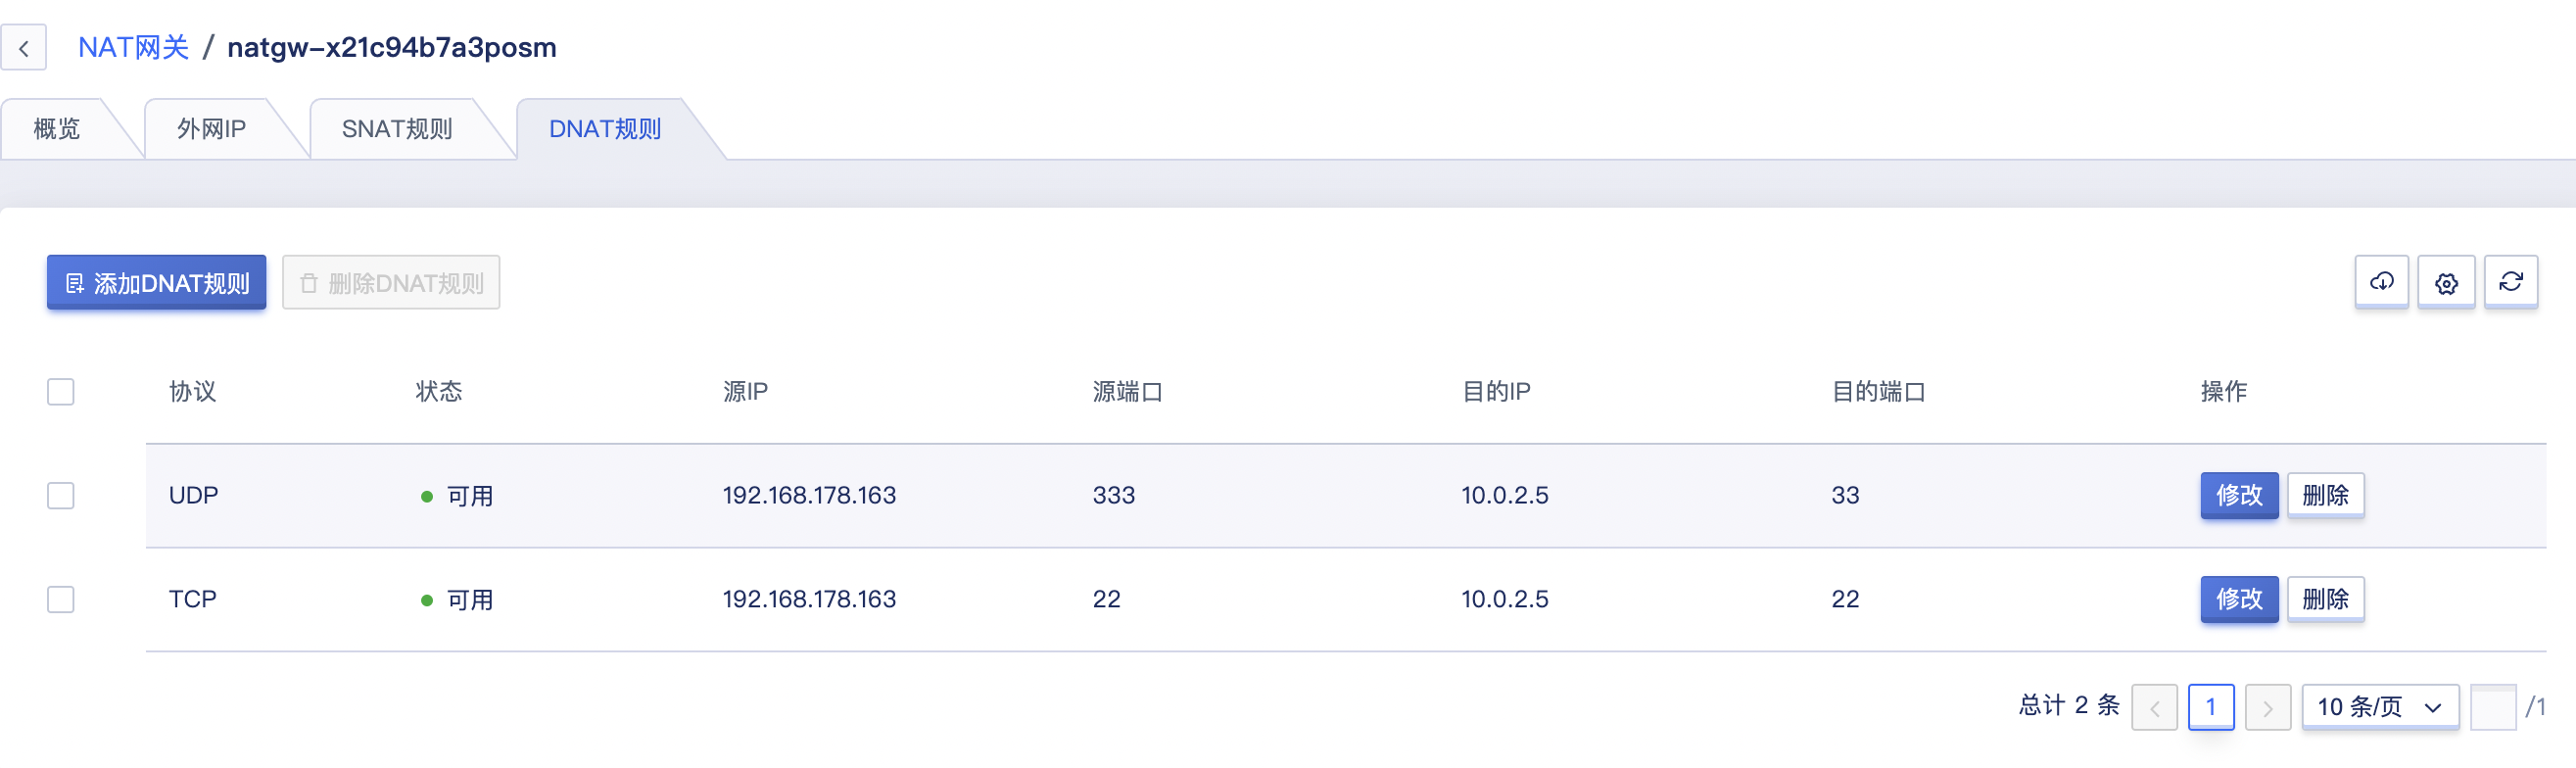 NAT网关 / natgw-x21c94b7a3posm
概览 外网IP SNAT规则 DNAT规则
添加DNAT规则 删除DNAT规则
协议 状态 源IP 源端口 目的IP 目的端口 操作
UDP 可用 192.168.178.163 333 10.0.2.5 33 修改 删除
TCP 可用 192.168.178.163 22 10.0.2.5 22 修改 删除
总计 2 条 1 10 条/页 /1